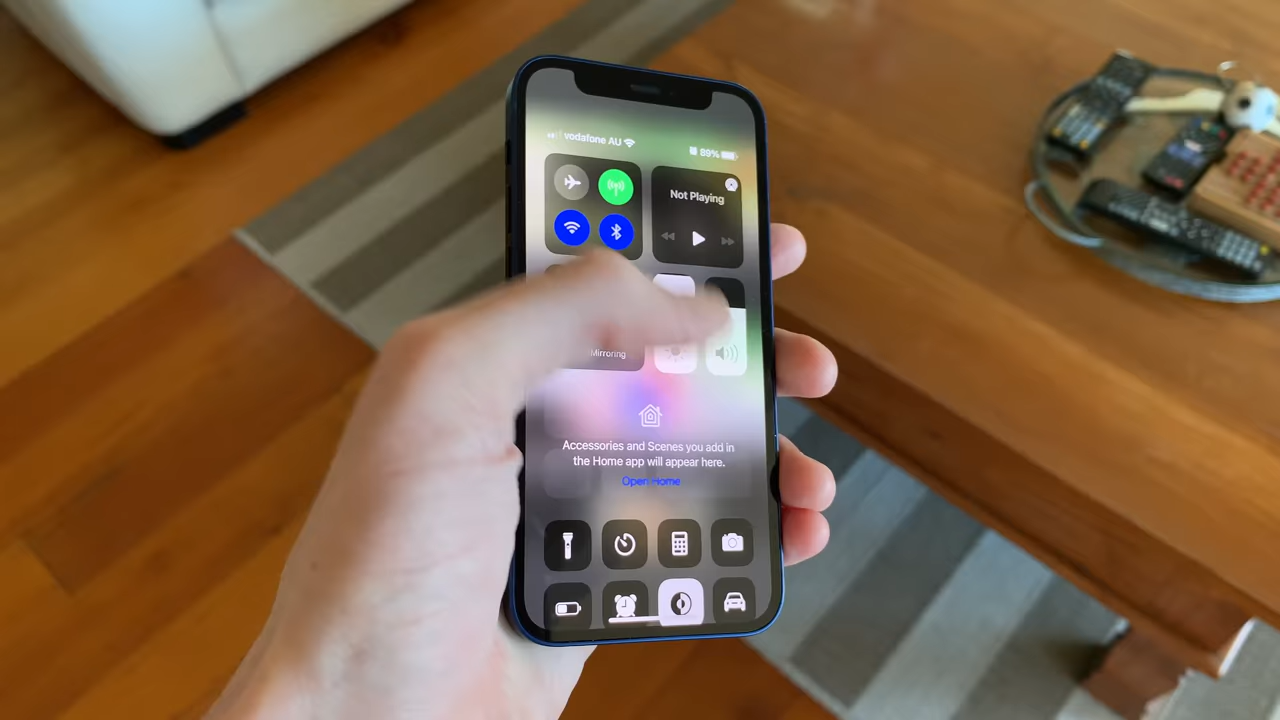 vodafone AU
89%
Not Playing
Mirroring
Accessories and Scenes you add in
the Home app will appear here.
Open Home